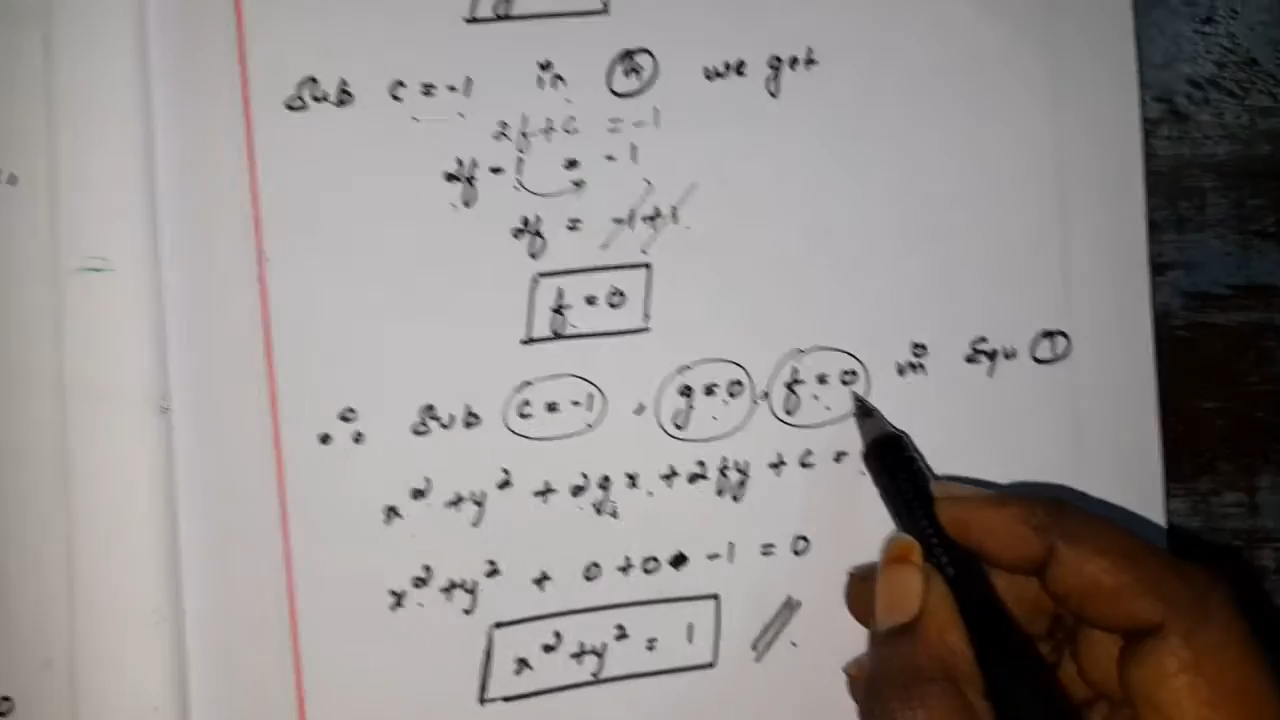 Sub c = -1 in we get
2f+c = -1
2f - 1 = -1
2f = -1+1
f = 0
∴ Sub c = -1, g = 0, f = 0 in Equ ①
x² + y² + 2gx + 2fy + c =
x² + y² + 0 + 0 -1 = 0
x² + y² = 1